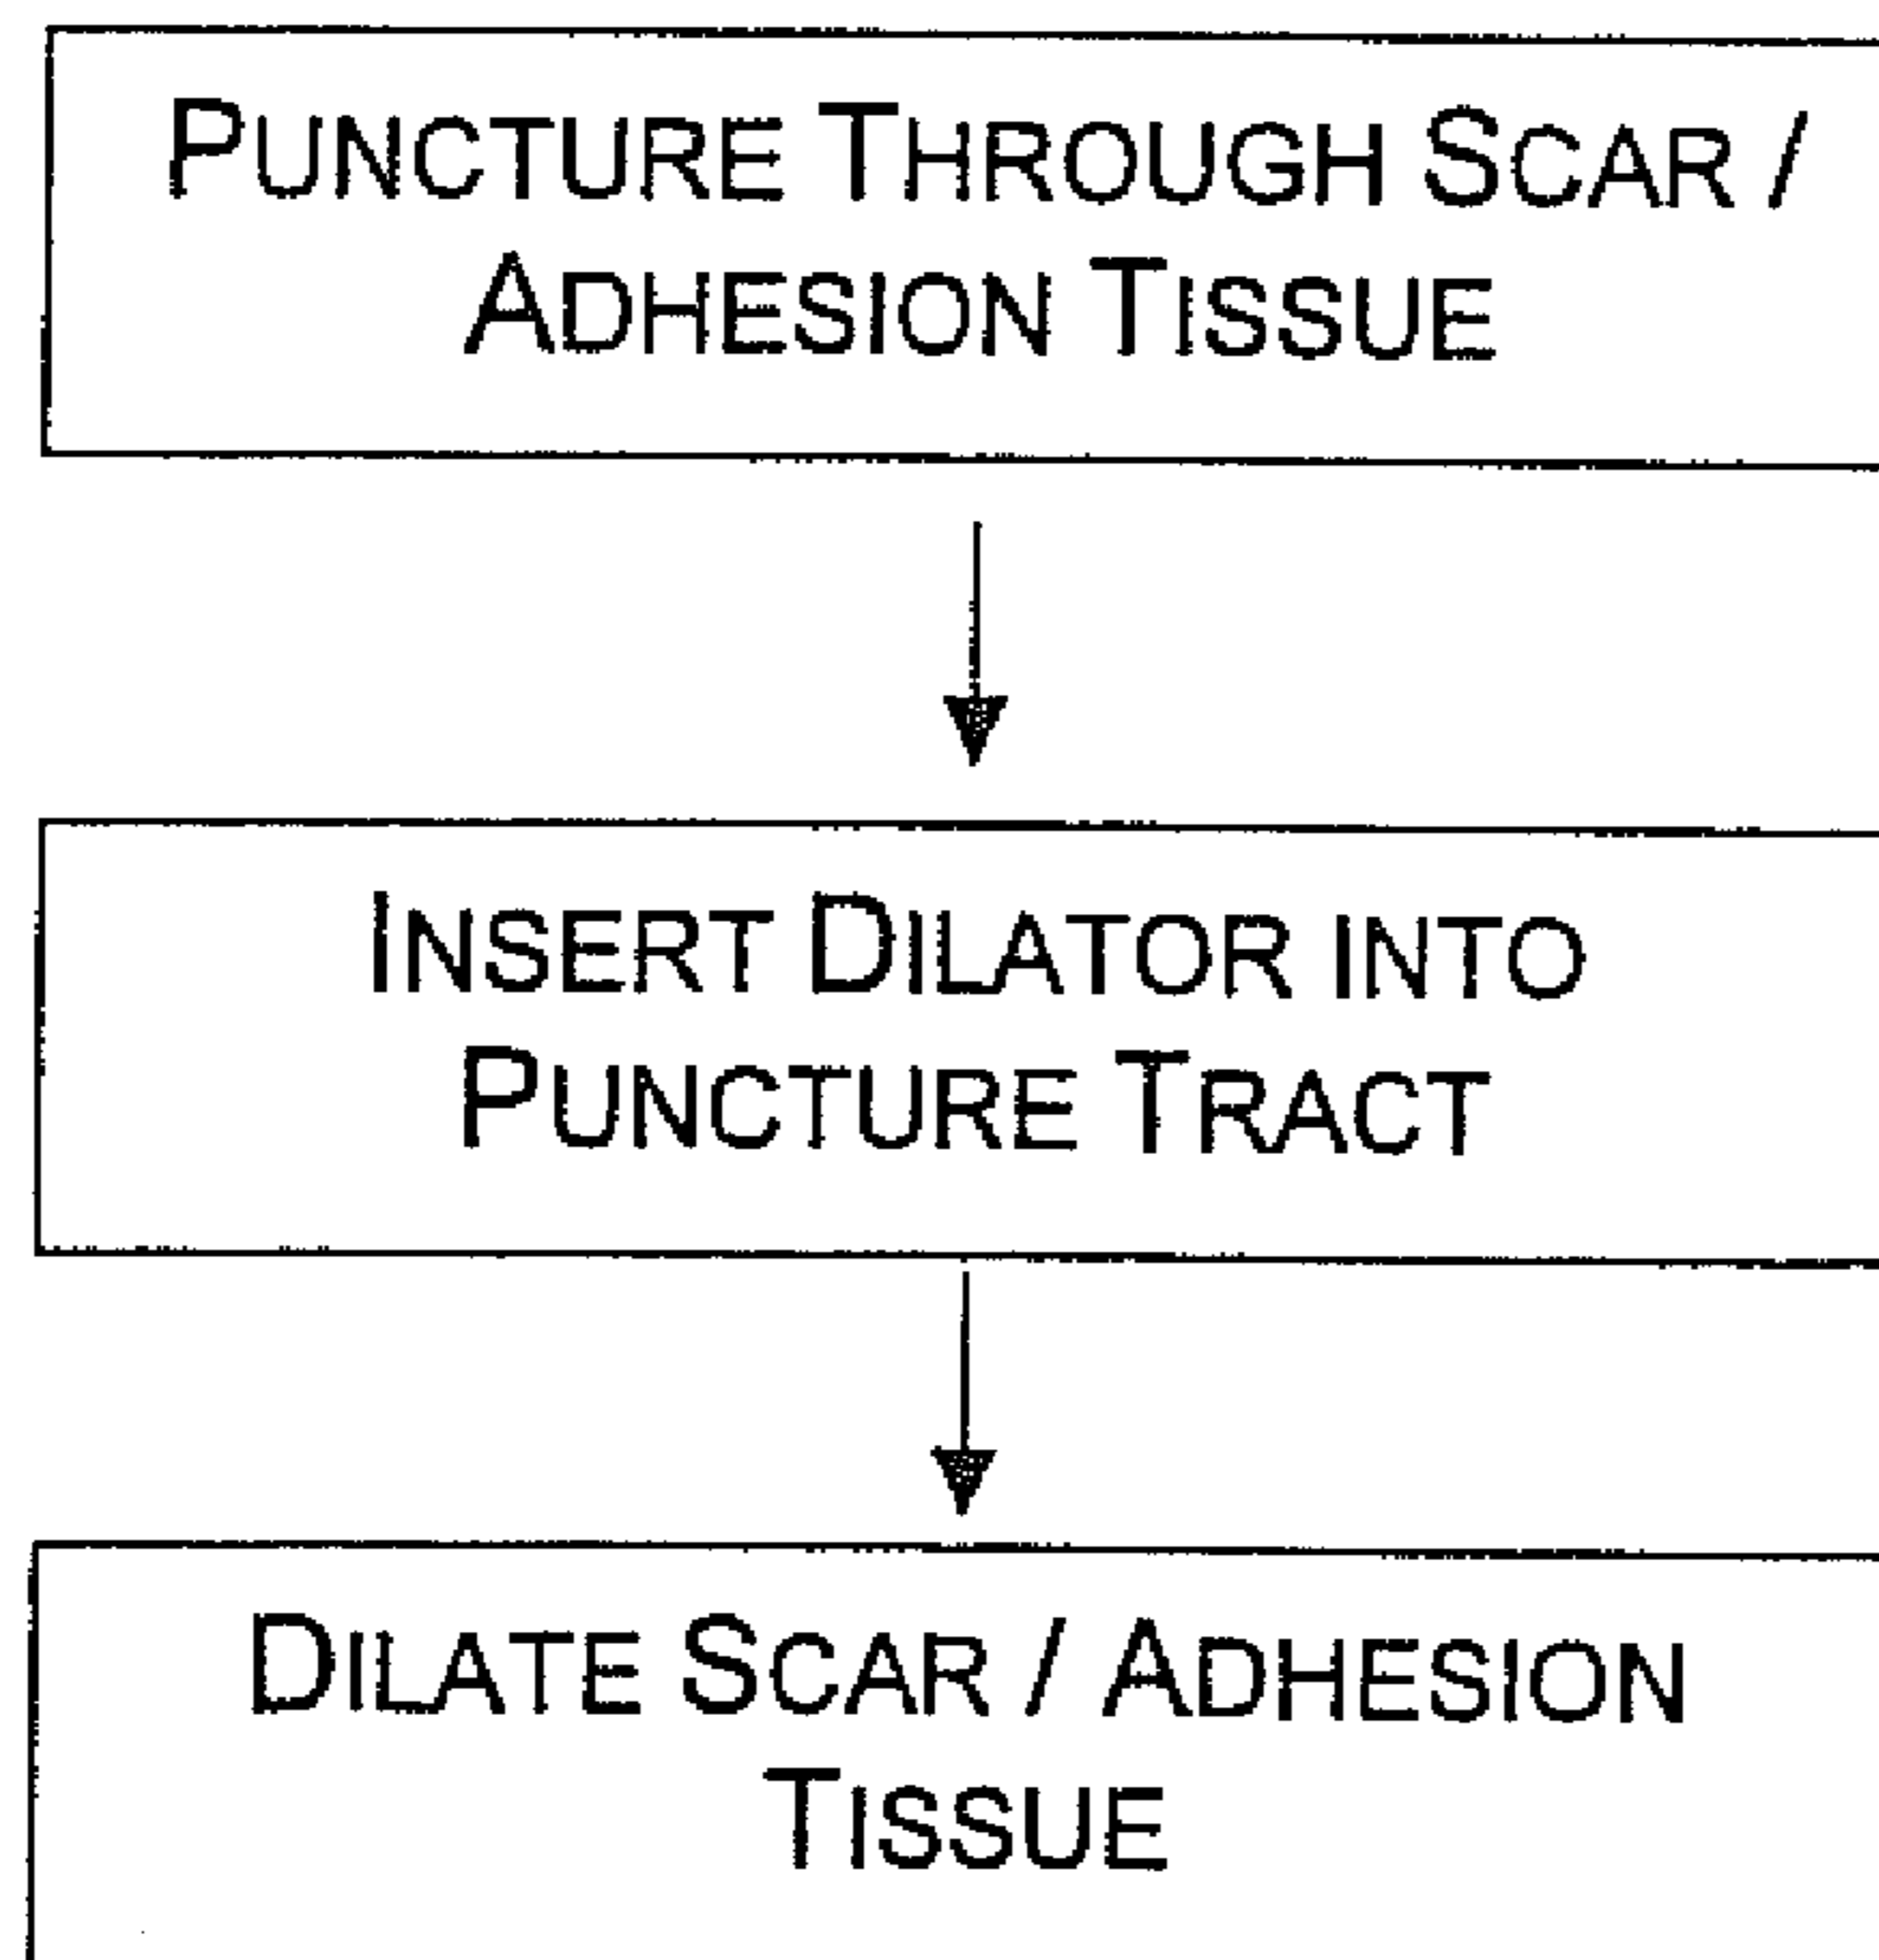 PUNCTURE THROUGH SCAR /
ADHESION TISSUE
INSERT DILATOR INTO
PUNCTURE TRACT
DILATE SCAR / ADHESION
TISSUE